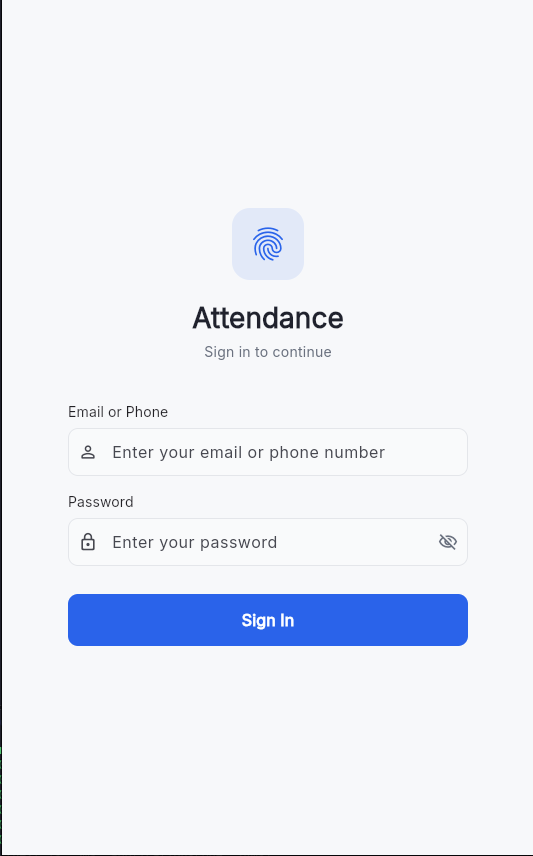 Attendance
Sign in to continue
Email or Phone
Enter your email or phone number
Password
Enter your password
Sign In